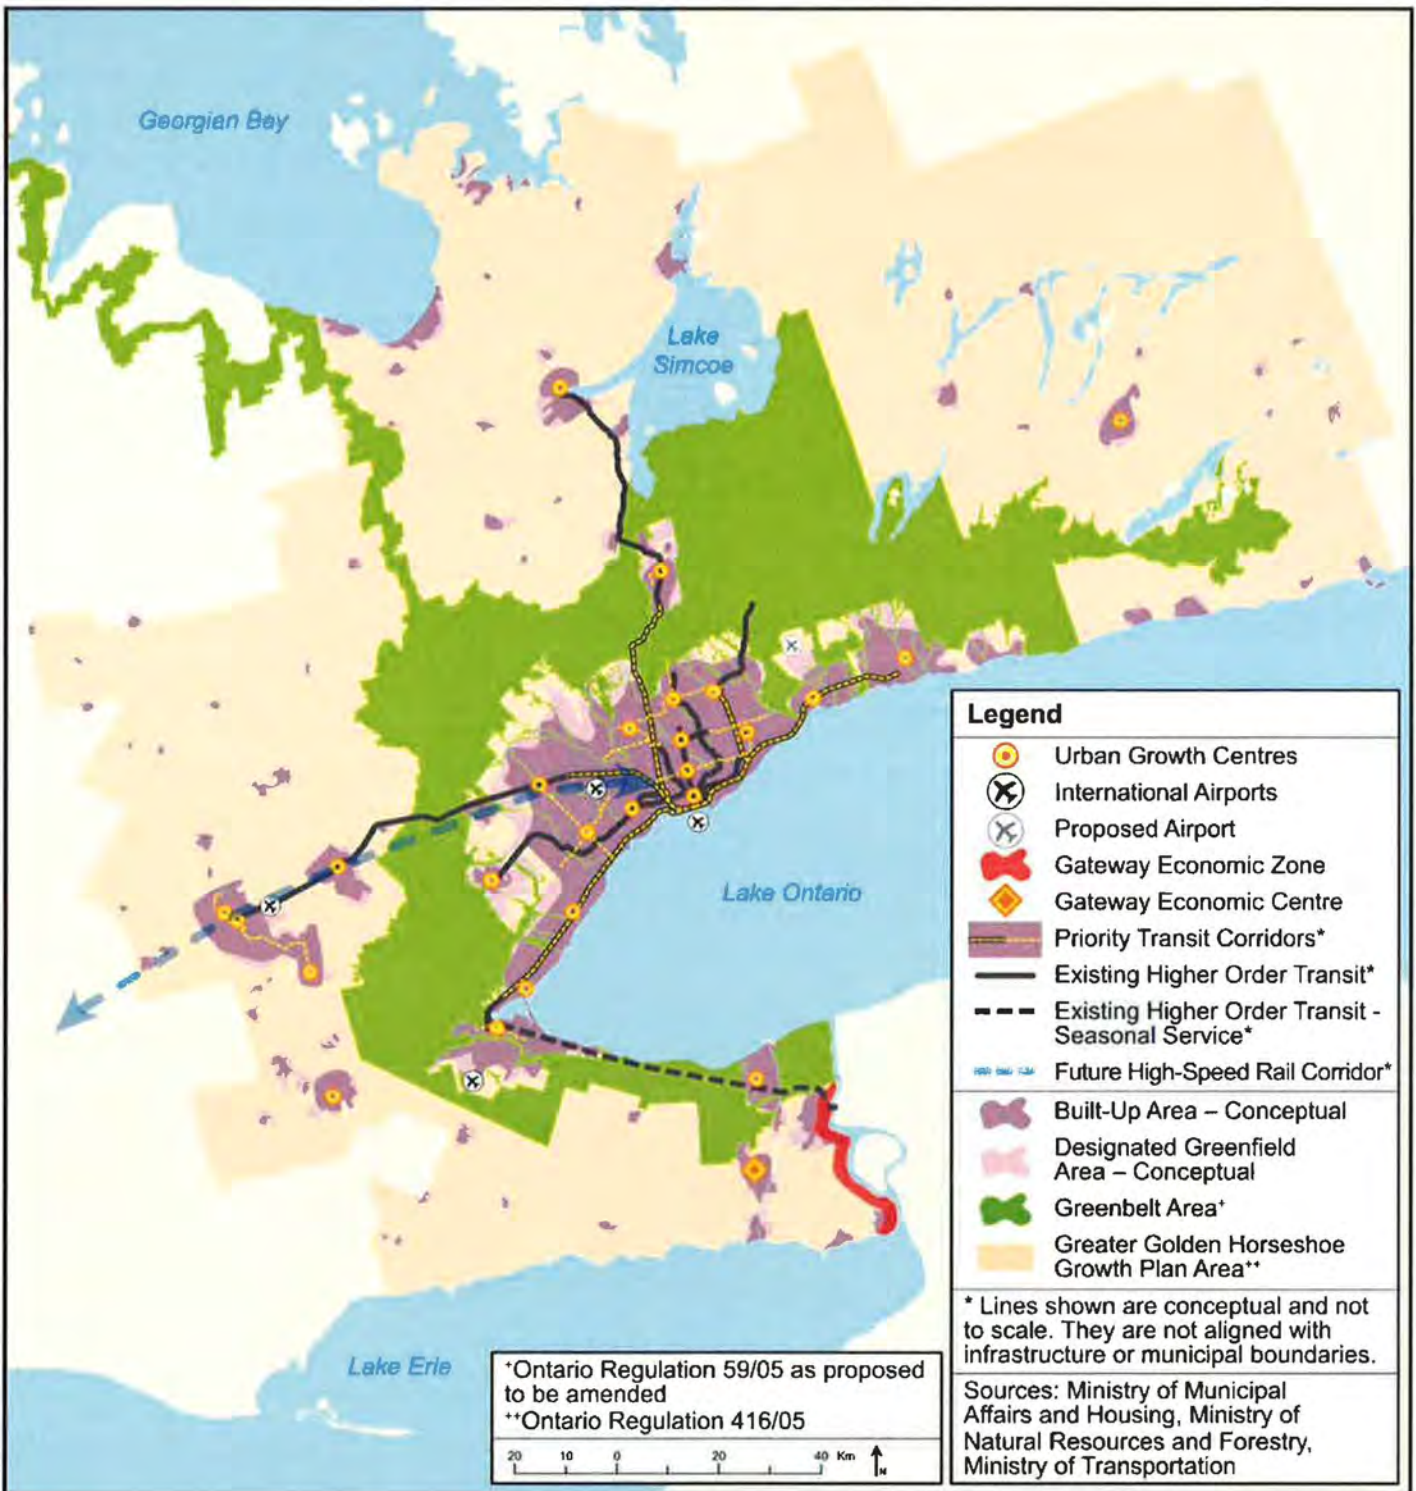 Georgian Bay
Lake
Simcoe
Lake Ontario
Lake Erie
Legend
Urban Growth Centres
International Airports
Proposed Airport
Gateway Economic Zone
Gateway Economic Centre
Priority Transit Corridors*
Existing Higher Order Transit*
Existing Higher Order Transit -
Seasonal Service*
Future High-Speed Rail Corridor*
Built-Up Area – Conceptual
Designated Greenfield
Area – Conceptual
Greenbelt Area+
Greater Golden Horseshoe
Growth Plan Area++
* Lines shown are conceptual and not
to scale. They are not aligned with
infrastructure or municipal boundaries.
Sources: Ministry of Municipal
Affairs and Housing, Ministry of
Natural Resources and Forestry,
Ministry of Transportation
+Ontario Regulation 59/05 as proposed
to be amended
++Ontario Regulation 416/05
20 10 0 20 40 Km
N